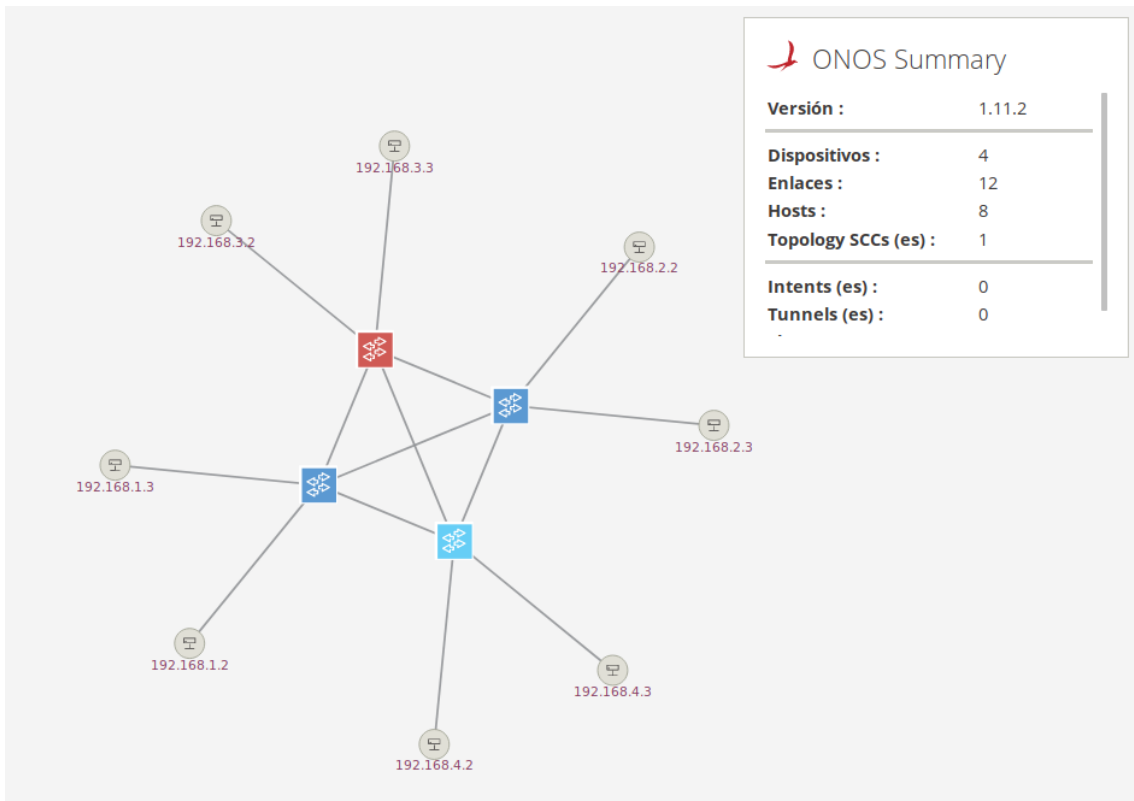 ONOS Summary
Versión : 1.11.2
Dispositivos : 4
Enlaces : 12
Hosts : 8
Topology SCCs (es) : 1
Intents (es) : 0
Tunnels (es) : 0
192.168.3.3
192.168.3.2
192.168.2.2
192.168.2.3
192.168.1.3
192.168.1.2
192.168.4.3
192.168.4.2